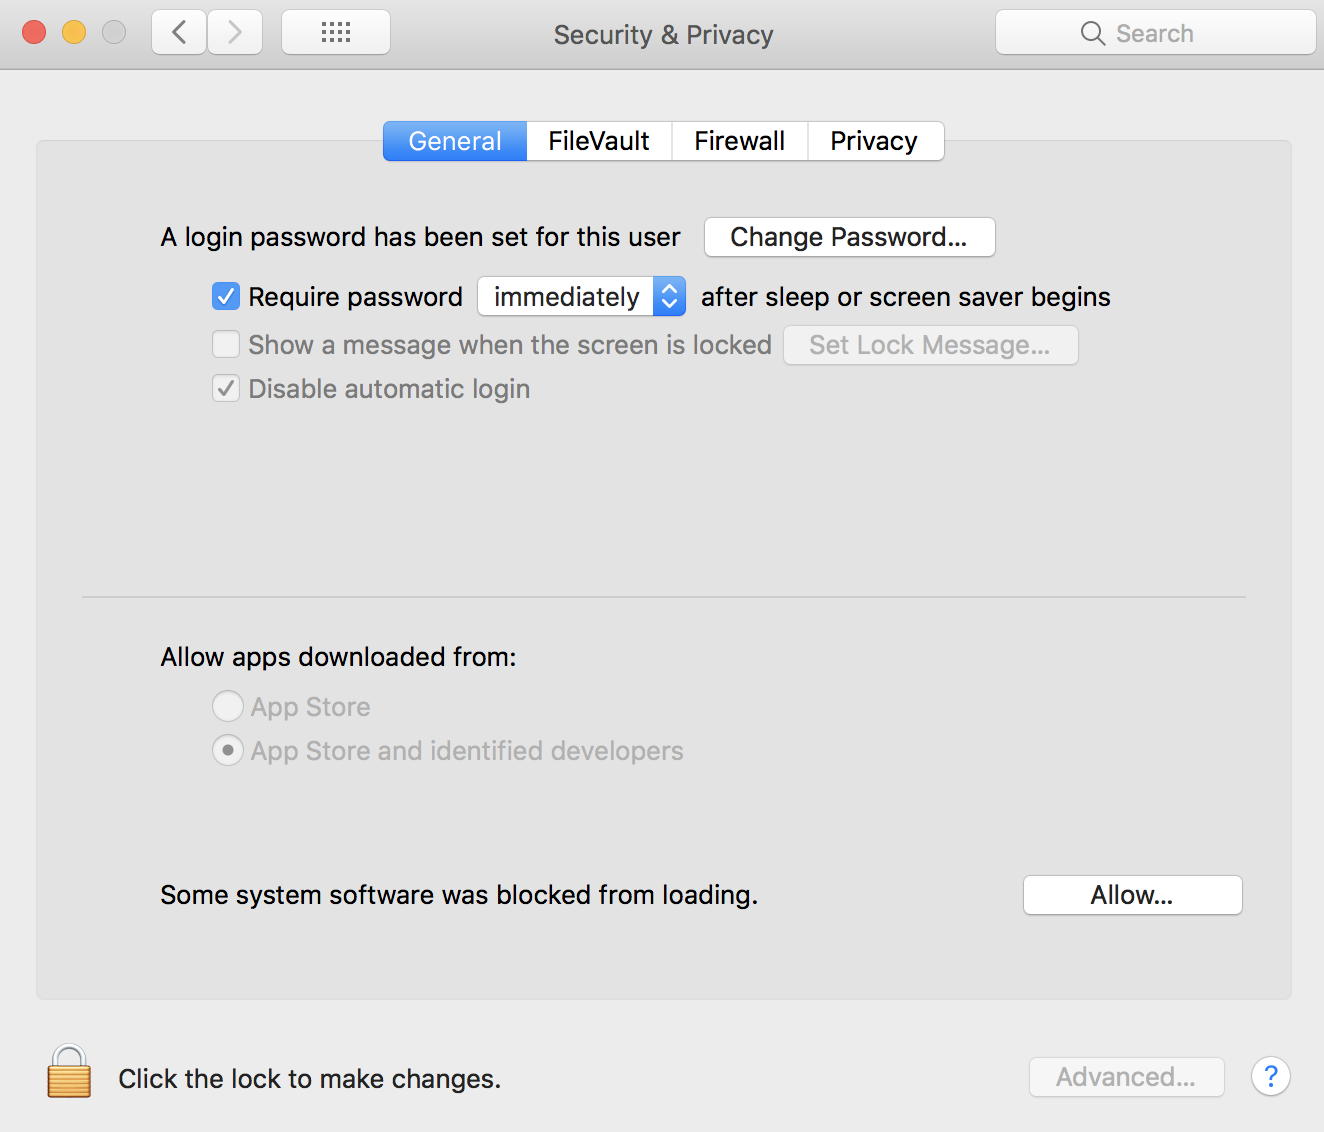 Security & Privacy
Search
General FileVault Firewall Privacy
A login password has been set for this user Change Password...
Require password immediately after sleep or screen saver begins
Show a message when the screen is locked Set Lock Message...
Disable automatic login
Allow apps downloaded from:
App Store
App Store and identified developers
Some system software was blocked from loading. Allow...
Click the lock to make changes. Advanced... ?